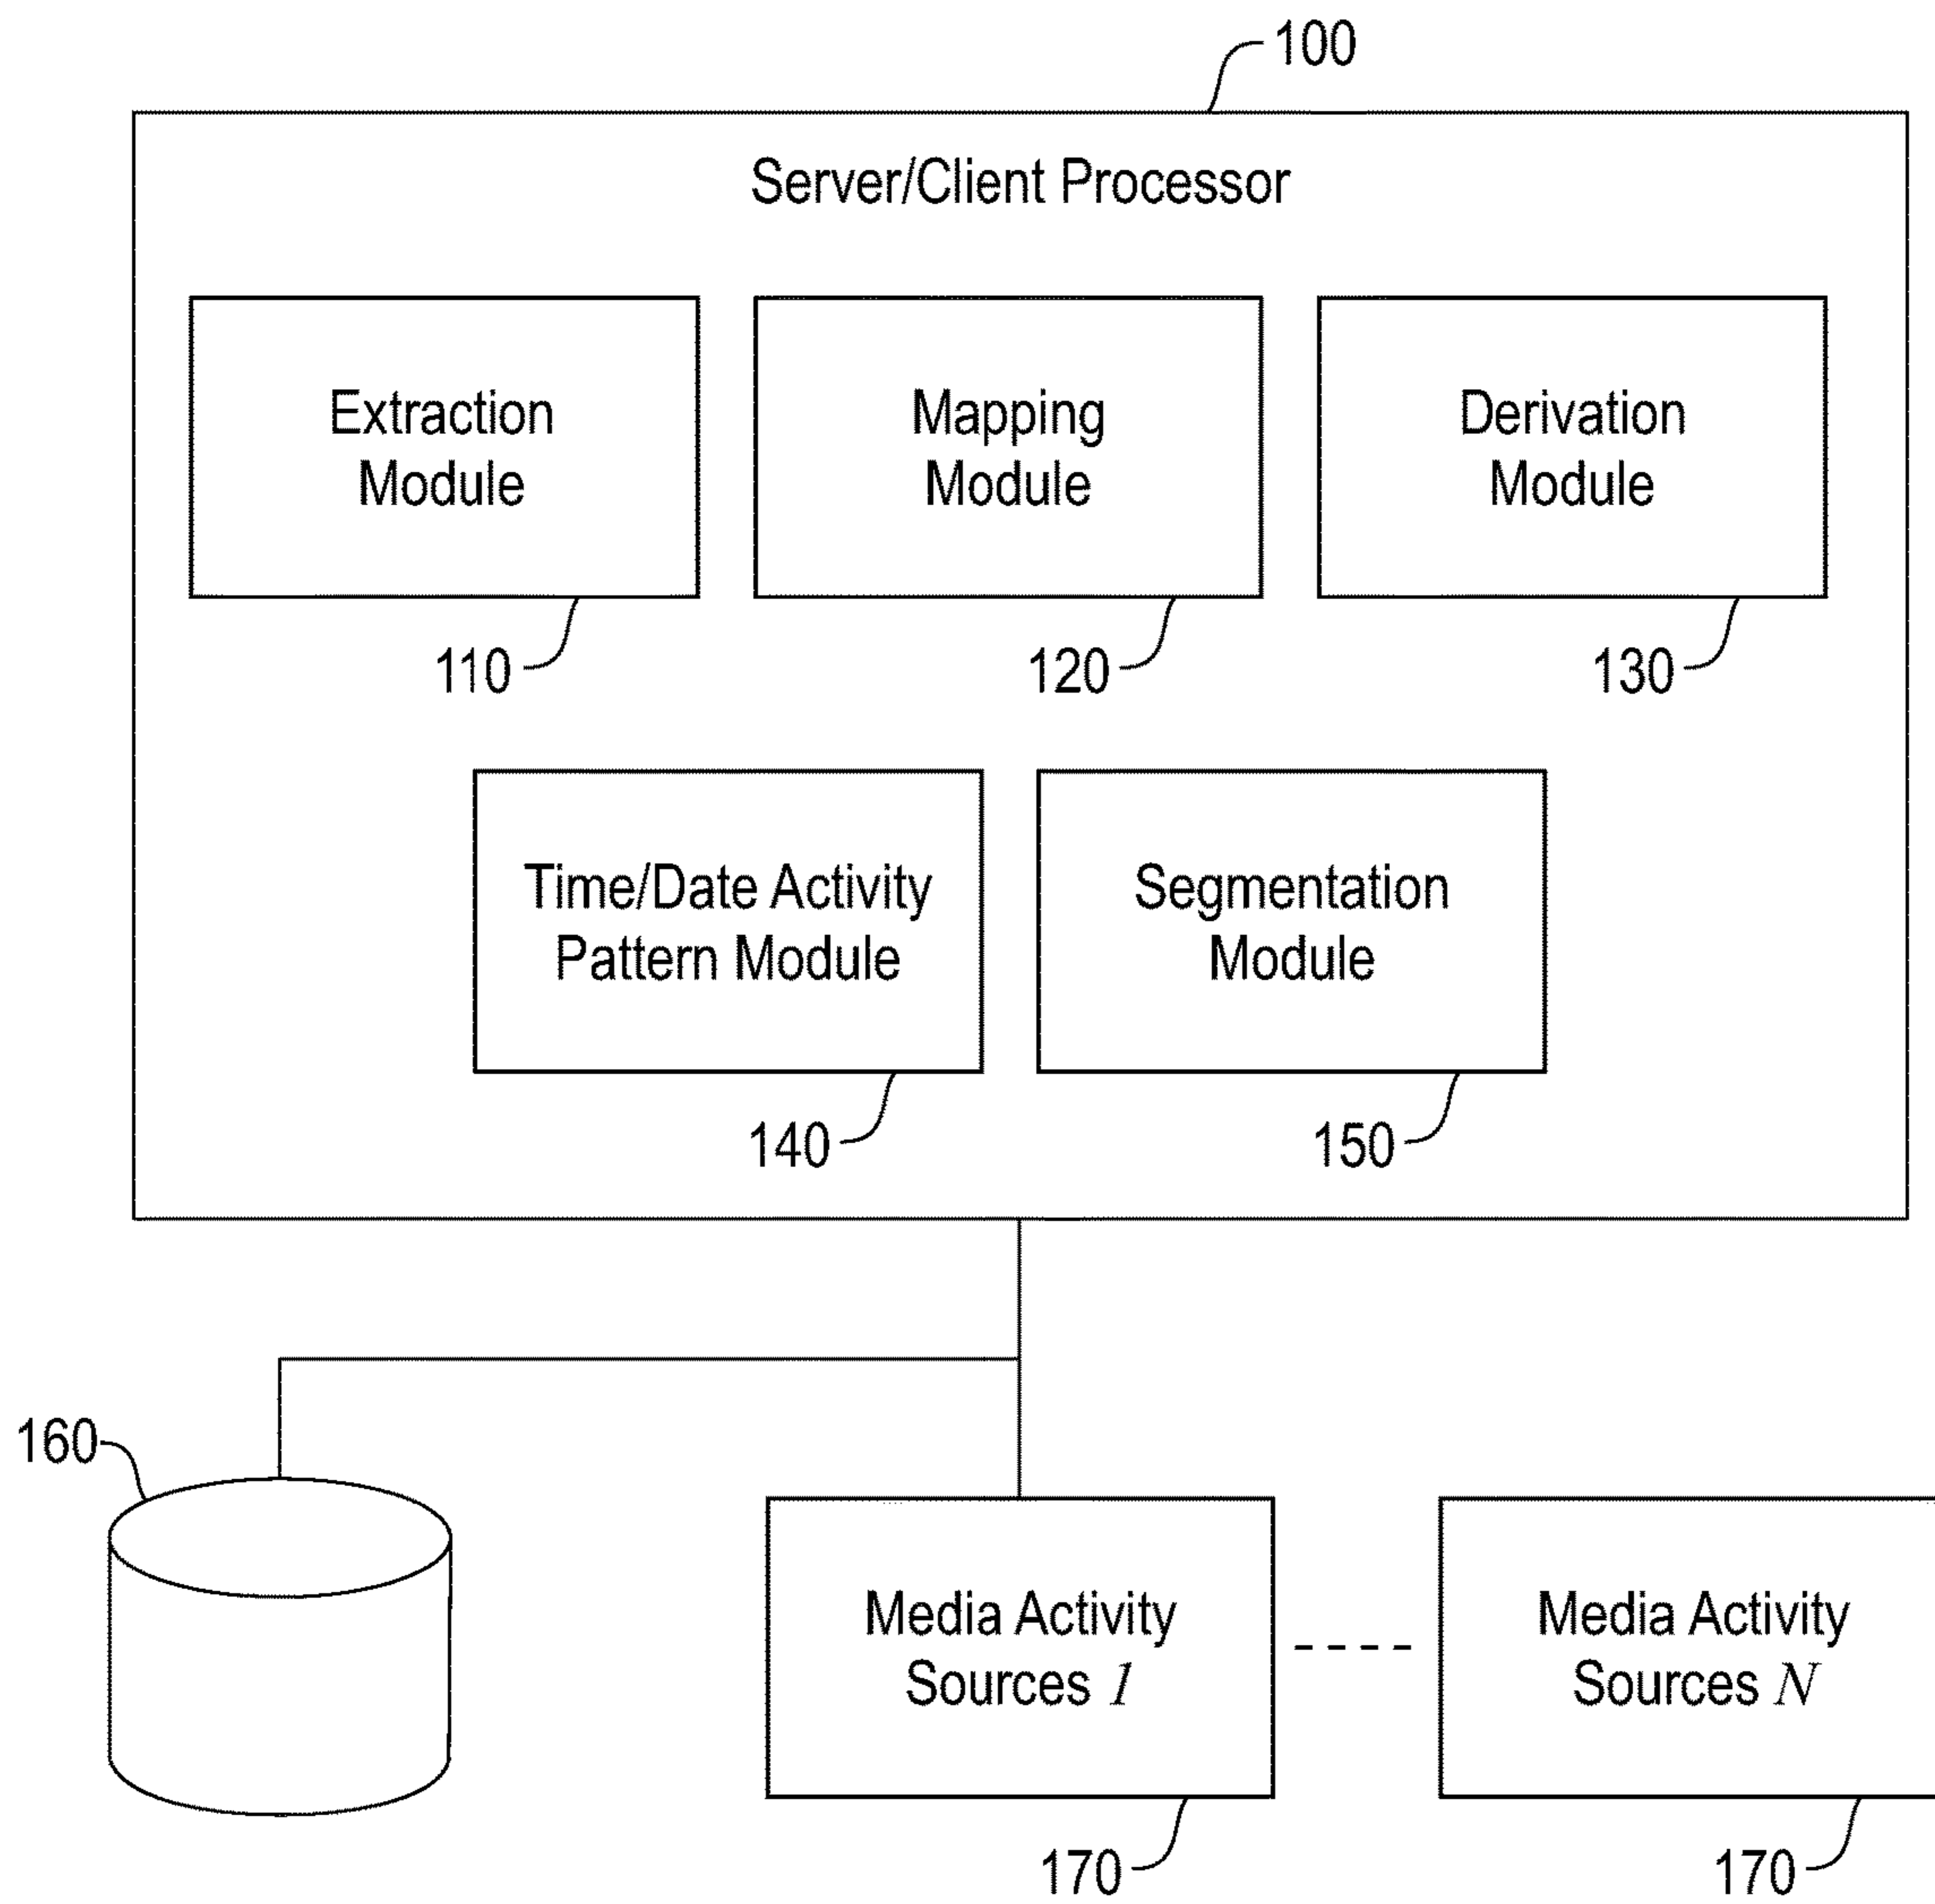 100
Server/Client Processor
Extraction
Module
Mapping
Module
Derivation
Module
110
120
130
Time/Date Activity
Pattern Module
Segmentation
Module
140
150
160
Media Activity
Sources 1
Media Activity
Sources N
170
170